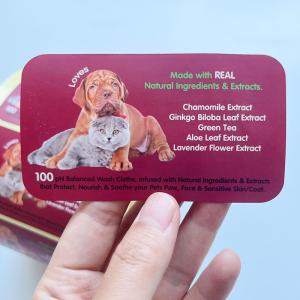 Loves
Made with REAL
Natural Ingredients & Extracts.
Chamomile Extract
Ginkgo Biloba Leaf Extract
Green Tea
Aloe Leaf Extract
Lavender Flower Extract
100 pH Balanced Wash Cloths, infused with Natural Ingredients & Extracts
that Protect, Nourish & Soothe your Pets Paw, Face & Sensitive Skin/Coat.